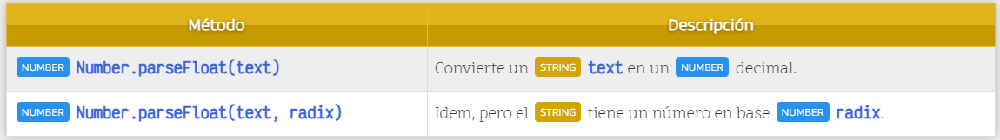 Método Descripción
NUMBER Number.parseFloat(text) Convierte un STRING text en un NUMBER decimal.
NUMBER Number.parseFloat(text, radix) Idem, pero el STRING tiene un número en base NUMBER radix.